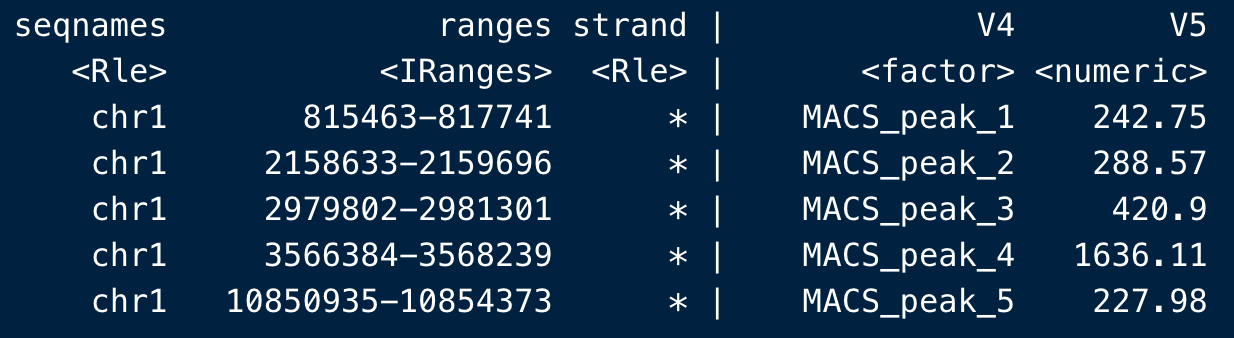 seqnames ranges strand | V4 V5
<Rle> <IRanges> <Rle> | <factor> <numeric>
chr1 815463-817741 * | MACS_peak_1 242.75
chr1 2158633-2159696 * | MACS_peak_2 288.57
chr1 2979802-2981301 * | MACS_peak_3 420.9
chr1 3566384-3568239 * | MACS_peak_4 1636.11
chr1 10850935-10854373 * | MACS_peak_5 227.98